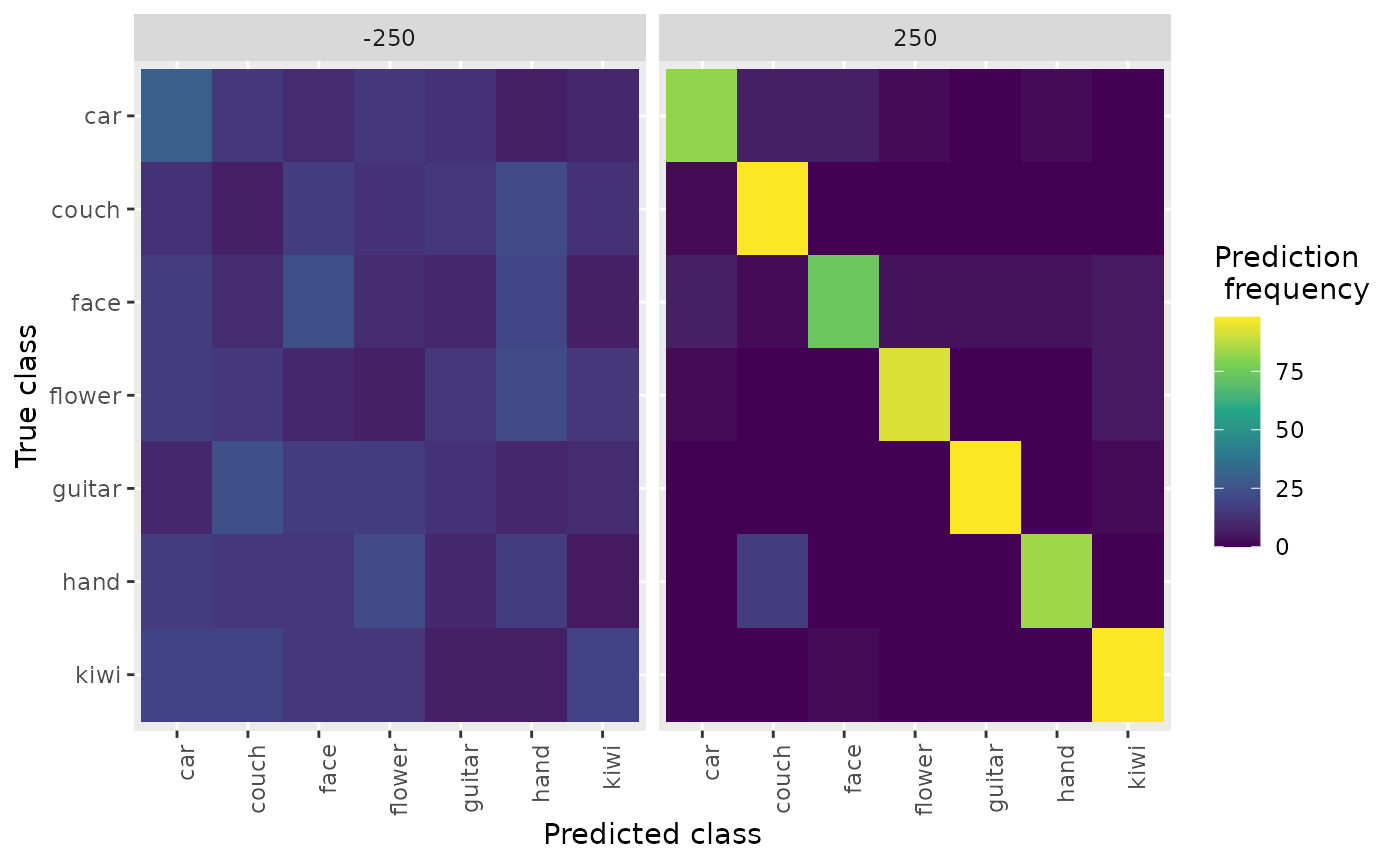 -250
250
True class
car
couch
face
flower
guitar
hand
kiwi
car
couch
face
flower
guitar
hand
kiwi
car
couch
face
flower
guitar
hand
kiwi
Predicted class
Prediction
frequency
75
50
25
0